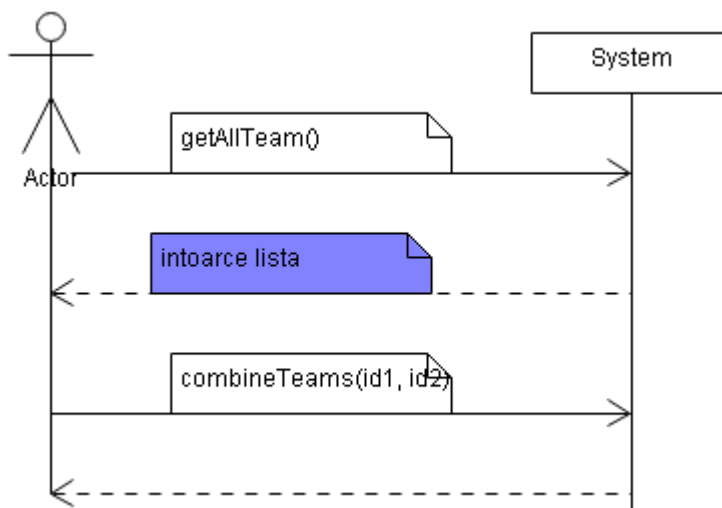 System
getAllTeam()
Actor
intoarce lista
combineTeams(id1, id2)